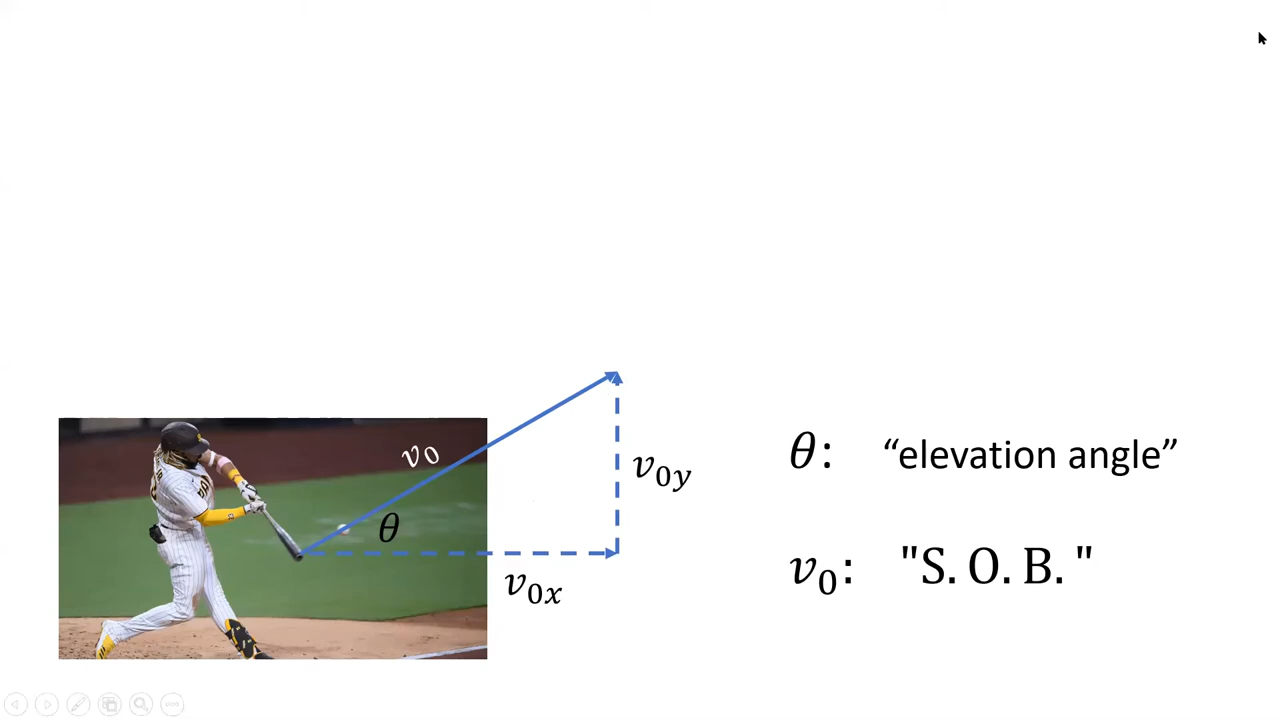 v₀
θ
v₀y
v₀x
θ: “elevation angle”
v₀: "S. O. B. "